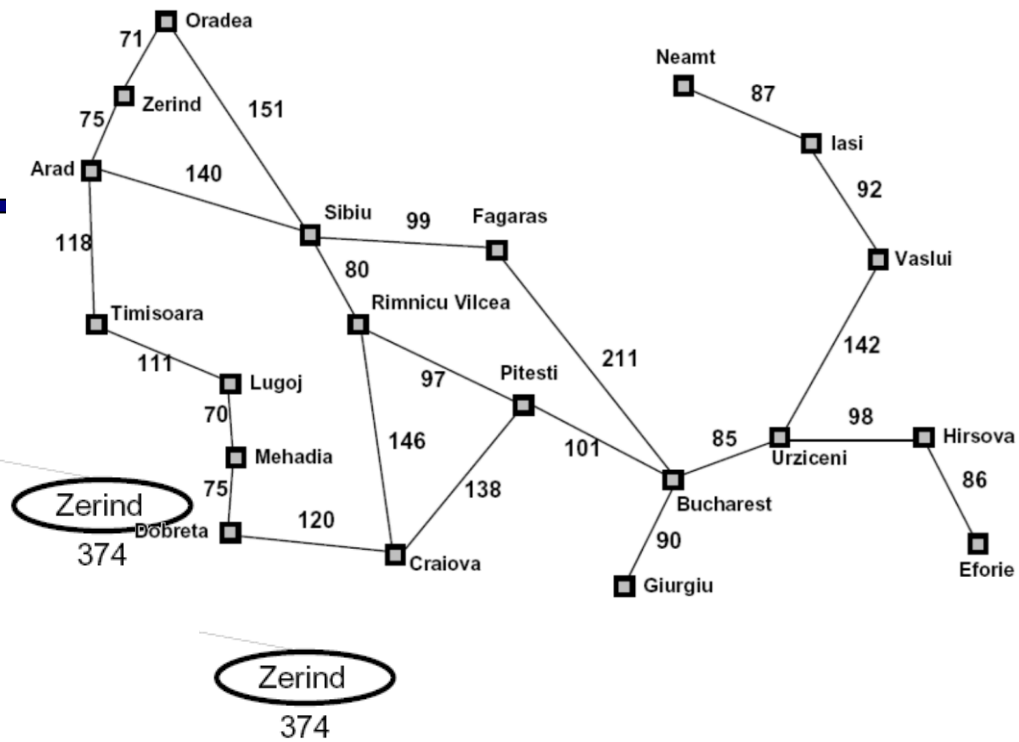 Oradea
71
Neamt
87
Zerind
151
75
Iasi
Arad
140
92
Sibiu
99
Fagaras
118
Vaslui
80
Rimnicu Vilcea
Timisoara
142
211
111
97
Pitesti
Lugoj
70
146
101
85
98
Hirsova
Mehadia
Urziceni
75
138
86
Zerind
374
Dobreta
120
Bucharest
90
Craiova
Eforie
Giurgiu
Zerind
374